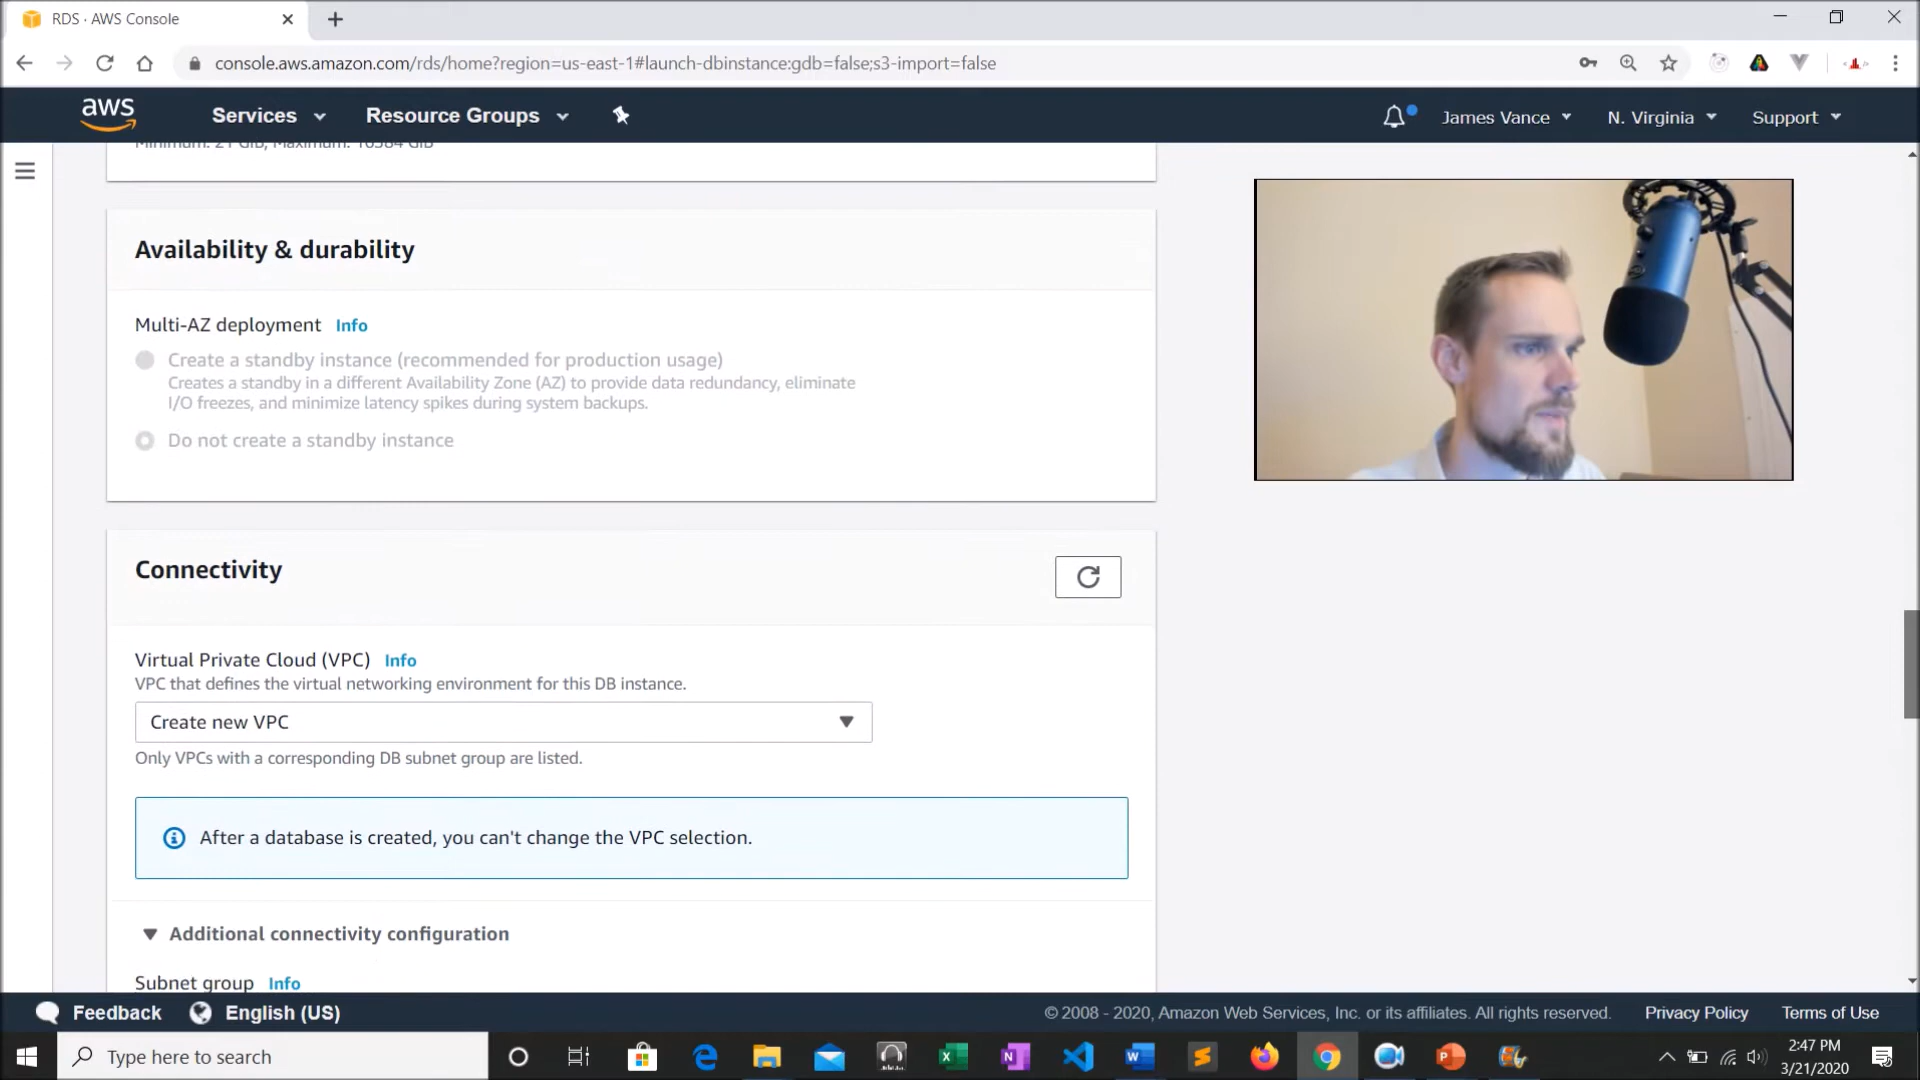 RDS · AWS Console
console.aws.amazon.com/rds/home?region=us-east-1#launch-dbinstance:gdb=false;s3-import=false
aws
Services
Resource Groups
James Vance
N. Virginia
Support
Minimum: 21 GiB, Maximum: 16384 GiB
Availability & durability
Multi-AZ deployment Info
Create a standby instance (recommended for production usage)
Creates a standby in a different Availability Zone (AZ) to provide data redundancy, eliminate
I/O freezes, and minimize latency spikes during system backups.
Do not create a standby instance
Connectivity
Virtual Private Cloud (VPC) Info
VPC that defines the virtual networking environment for this DB instance.
Create new VPC
Only VPCs with a corresponding DB subnet group are listed.
After a database is created, you can't change the VPC selection.
Additional connectivity configuration
Subnet group Info
Feedback
English (US)
© 2008 - 2020, Amazon Web Services, Inc. or its affiliates. All rights reserved.
Privacy Policy
Terms of Use
Type here to search
2:47 PM
3/21/2020